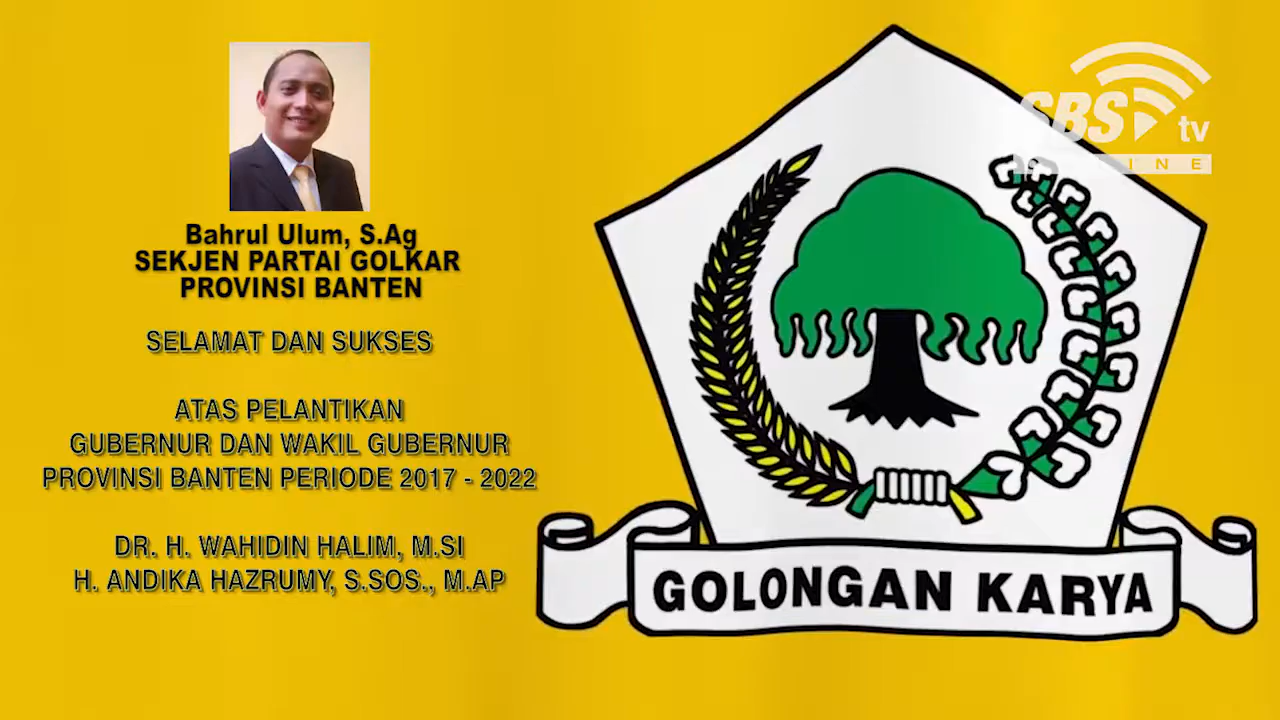 Bahrul Ulum, S.Ag
SEKJEN PARTAI GOLKAR
PROVINSI BANTEN
SELAMAT DAN SUKSES
ATAS PELANTIKAN
GUBERNUR DAN WAKIL GUBERNUR
PROVINSI BANTEN PERIODE 2017 - 2022
DR. H. WAHIDIN HALIM, M.SI
H. ANDIKA HAZRUMY, S.SOS., M.AP
SBS tv
GOLONGAN KARYA